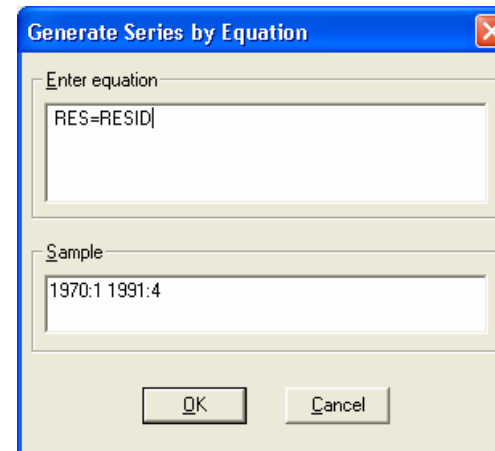 Generate Series by Equation
Enter equation
RES=RESID
Sample
1970:1 1991:4
OK
Cancel